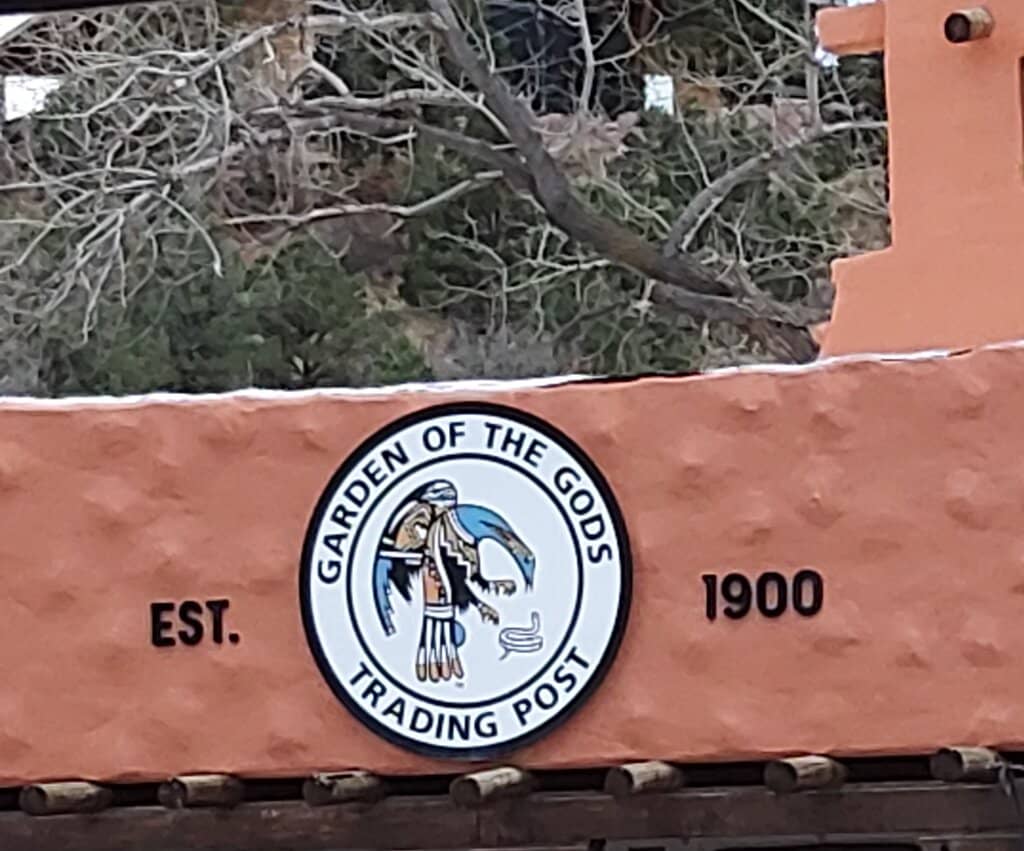 GARDEN OF THE GODS
EST.
1900
TRADING POST